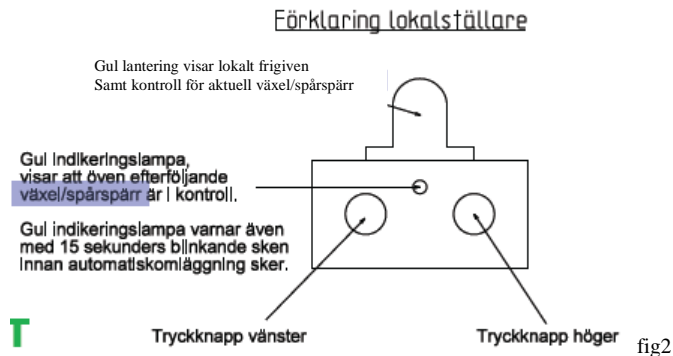 Förklaring lokalställare
Gul lantering visar lokalt frigiven
Samt kontroll för aktuell växel/spårspärr
Gul Indikeringslampa,
visar att öven efterföljande
växel/spårspärr är I kontroll.
Gul indikeringslampa varnar även
med 15 sekunders blinkande sken
Innan automatiskomläggning sker.
T
Tryckknapp vänster
Tryckknapp höger
fig2